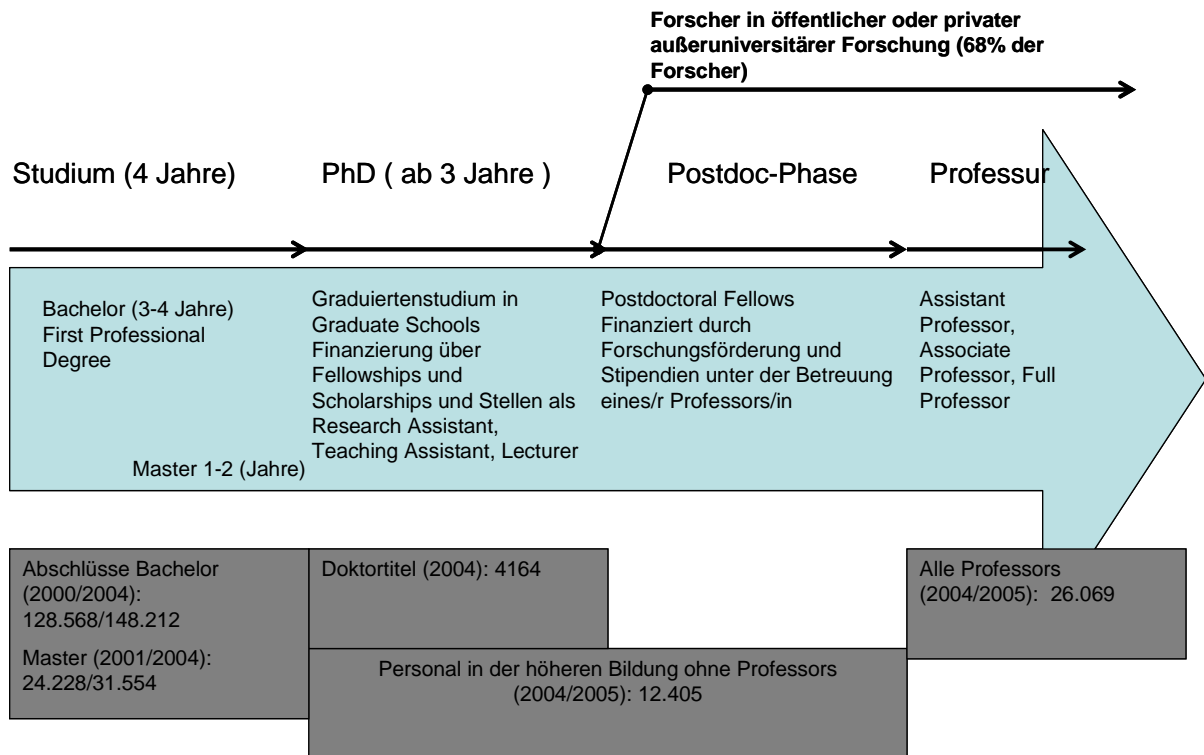 Forscher in öffentlicher oder privater
außeruniversitärer Forschung (68% der
Forscher)
Studium (4 Jahre)
PhD ( ab 3 Jahre )
Postdoc-Phase
Professur
Bachelor (3-4 Jahre)
First Professional
Degree
Master 1-2 (Jahre)
Graduiertenstudium in
Graduate Schools
Finanzierung über
Fellowships und
Scholarships und Stellen als
Research Assistant,
Teaching Assistant, Lecturer
Postdoctoral Fellows
Finanziert durch
Forschungsförderung und
Stipendien unter der Betreuung
eines/r Professors/in
Assistant
Professor,
Associate
Professor, Full
Professor
Abschlüsse Bachelor
(2000/2004):
128.568/148.212
Master (2001/2004):
24.228/31.554
Doktortitel (2004): 4164
Personal in der höheren Bildung ohne Professors
(2004/2005): 12.405
Alle Professors
(2004/2005): 26.069